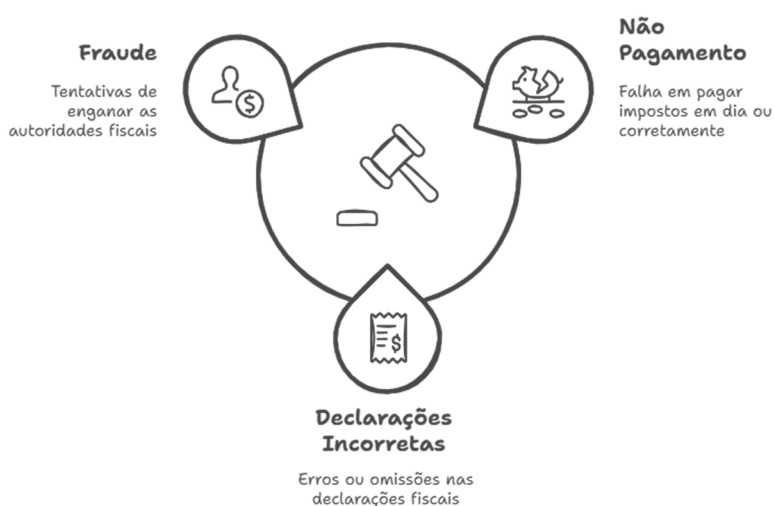 Fraude
Tentativas de
enganar as
autoridades fiscais
Não
Pagamento
Falha em pagar
impostos em dia ou
corretamente
$
$
Declarações
Incorretas
Erros ou omissões nas
declarações fiscais